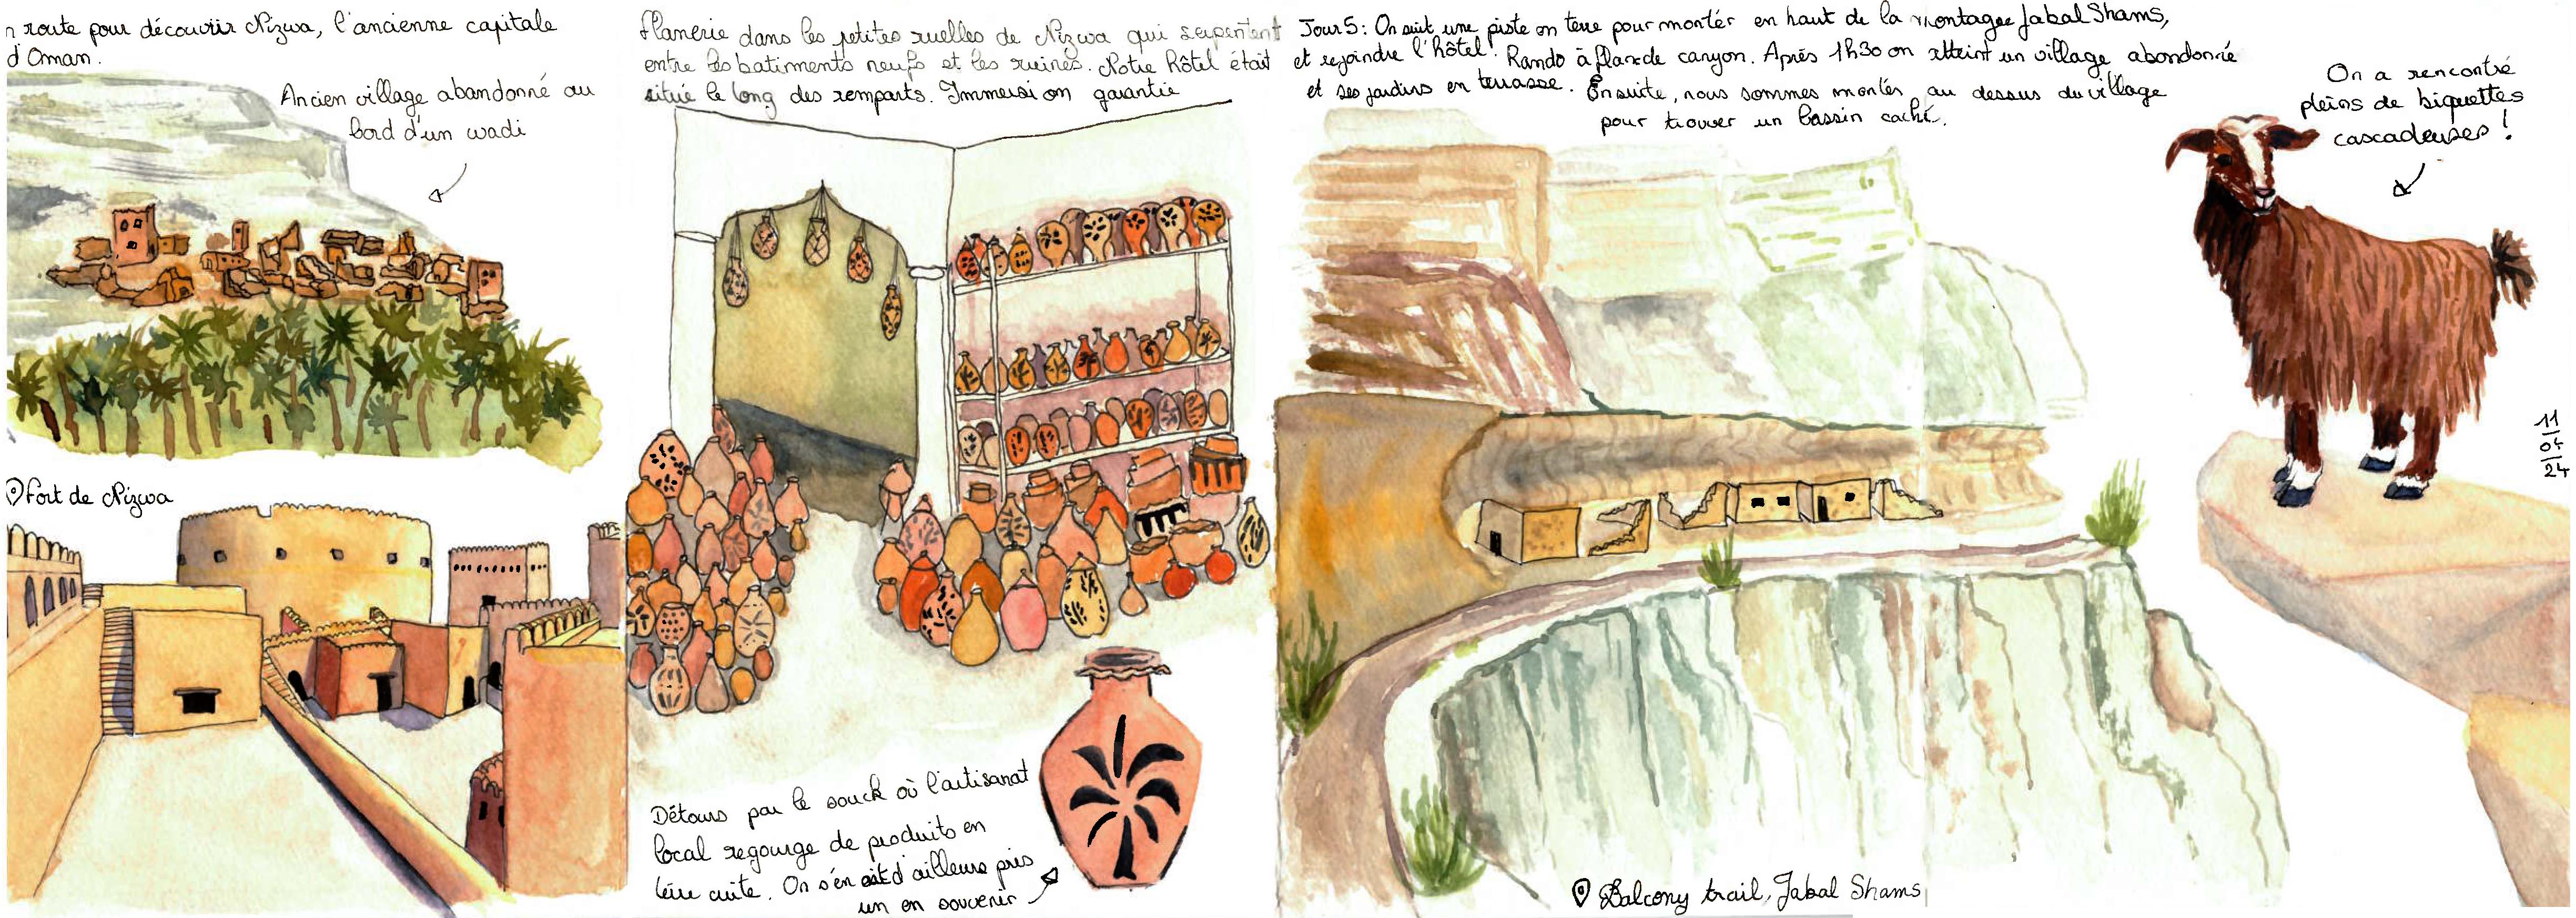 n route pour découvrir Nizwa, l'ancienne capitale
d'Oman.
Ancien village abandonné au
bord d'un wadi
Fort de Nizwa
Flanerie dans les petites ruelles de Nizwa qui serpentent
entre les batiments neufs et les ruines. Notre hôtel était
situé le long des remparts. Immersion garantie
Détours par le souck où l'artisanat
local regourge de produits en
terre cuite. On s'en est d'ailleurs pris
un en souvenir
Jour 5: On suit une piste en terre pour montér en haut de la montagne Jabal Shams,
et rejoindre l'hôtel! Rando à flanc de canyon. Après 1h30 on atteint un village abandonné
et ses jardins en terrasse. Ensuite, nous sommes montés au dessus du village
pour trouver un bassin caché.
Balcony trail, Jabal Shams
On a rencontré
pleins de biquettes
cascadeuses!
11
04
24